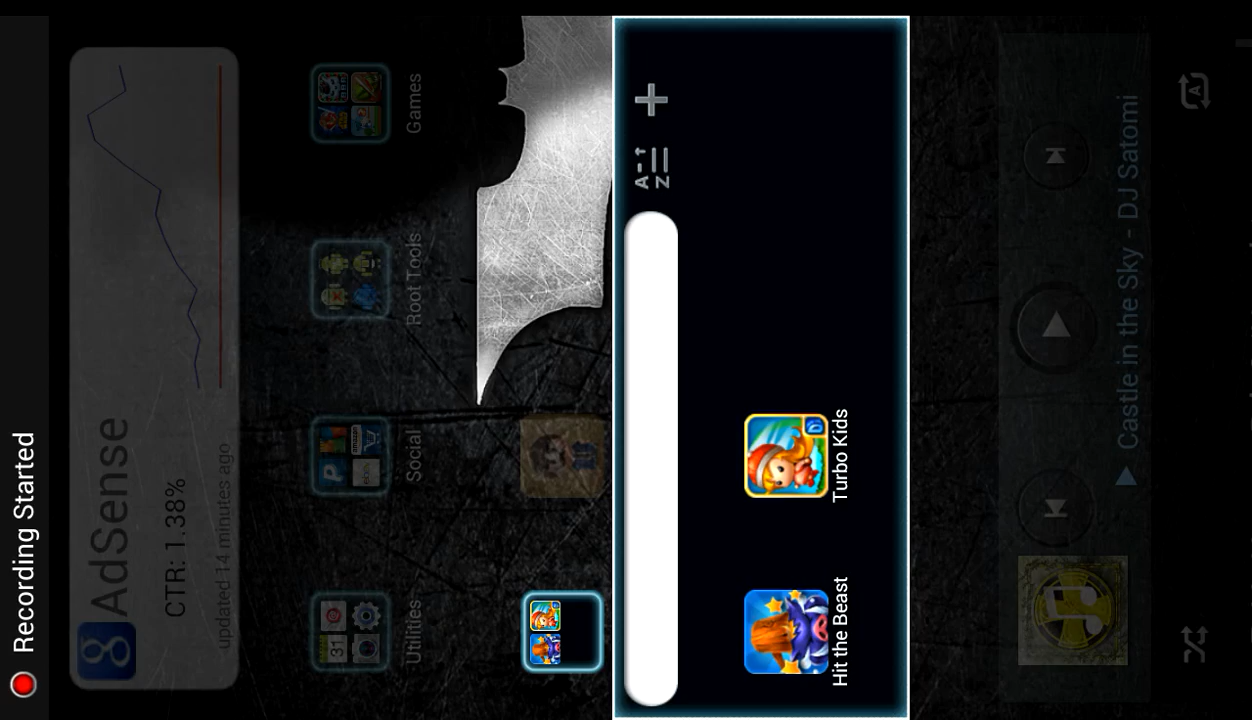 Recording Started
AdSense
CTR: 1.38%
updated 14 minutes ago
Utilities
Social
Root Tools
Games
31
amazon
A-Z
Hit the Beast
Turbo Kids
Castle in the Sky - DJ Satomi
A